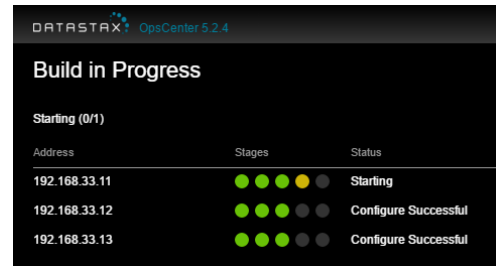 DATASTAX OpsCenter 5.2.4
Build in Progress
Starting (0/1)
Address Stages Status
192.168.33.11 Starting
192.168.33.12 Configure Successful
192.168.33.13 Configure Successful